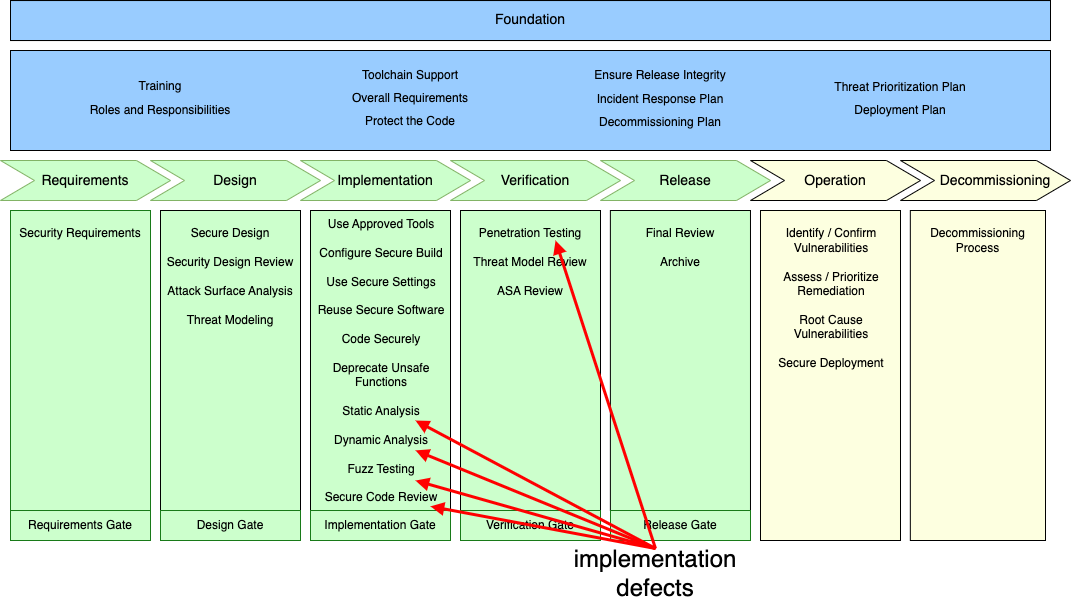 Foundation
Training
Roles and Responsibilities
Toolchain Support
Overall Requirements
Protect the Code
Ensure Release Integrity
Incident Response Plan
Decommissioning Plan
Threat Prioritization Plan
Deployment Plan
Requirements
Design
Implementation
Verification
Release
Operation
Decommissioning
Security Requirements
Requirements Gate
Secure Design
Security Design Review
Attack Surface Analysis
Threat Modeling
Design Gate
Use Approved Tools
Configure Secure Build
Use Secure Settings
Reuse Secure Software
Code Securely
Deprecate Unsafe
Functions
Static Analysis
Dynamic Analysis
Fuzz Testing
Secure Code Review
Implementation Gate
Penetration Testing
Threat Model Review
ASA Review
Verification Gate
Final Review
Archive
Release Gate
Identify / Confirm
Vulnerabilities
Assess / Prioritize
Remediation
Root Cause
Vulnerabilities
Secure Deployment
Decommissioning
Process
implementation
defects